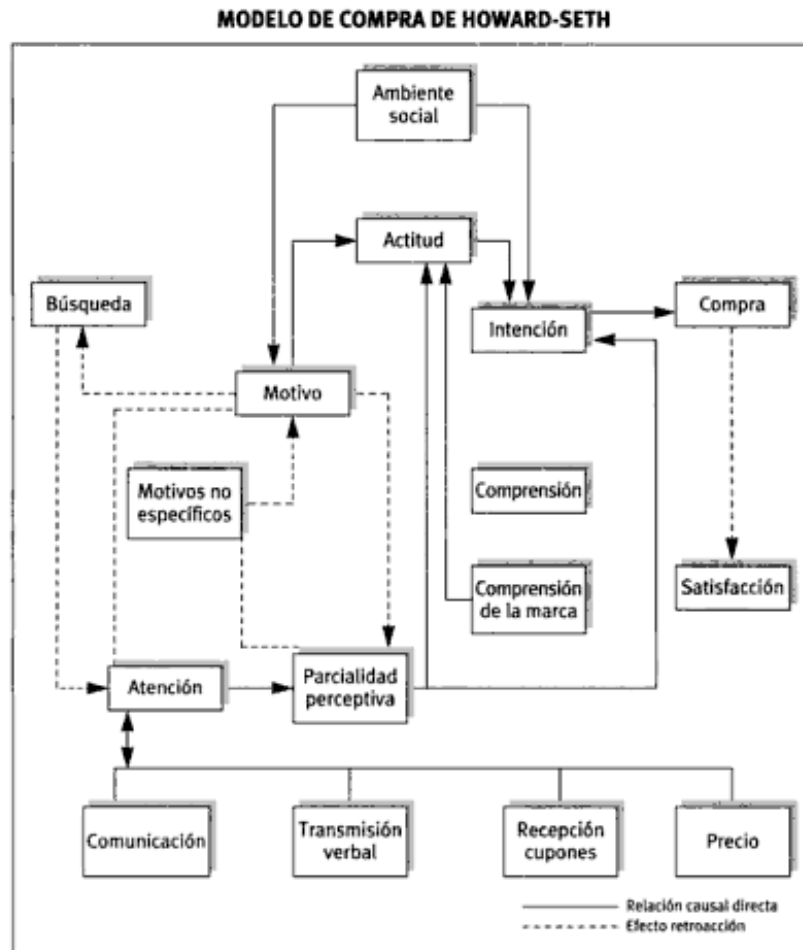 MODELO DE COMPRA DE HOWARD-SETH
Ambiente
social
Actitud
Búsqueda
Intención
Compra
Motivo
Motivos no
específicos
Comprensión
Comprensión
de la marca
Satisfacción
Atención
Parcialidad
perceptiva
Comunicación
Transmisión
verbal
Recepción
cupones
Precio
Relación causal directa
Efecto retroacción